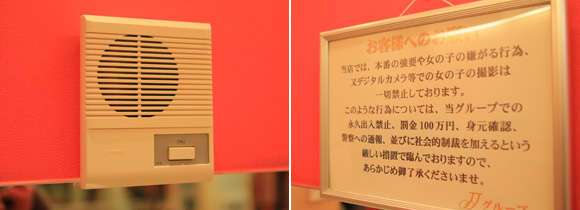 お客様へのお願い
当店では、本番の強要や女の子の嫌がる行為、
又デジタルカメラ等での女の子の撮影は
一切禁止しております。
このような行為については、当グループでの
永久出入禁止、罰金100万円、身元確認、
警察への通報、並びに社会的制裁を加えるという
厳しい措置で臨んでおりますので、
あらかじめ御了承くださいませ。
JJグループ